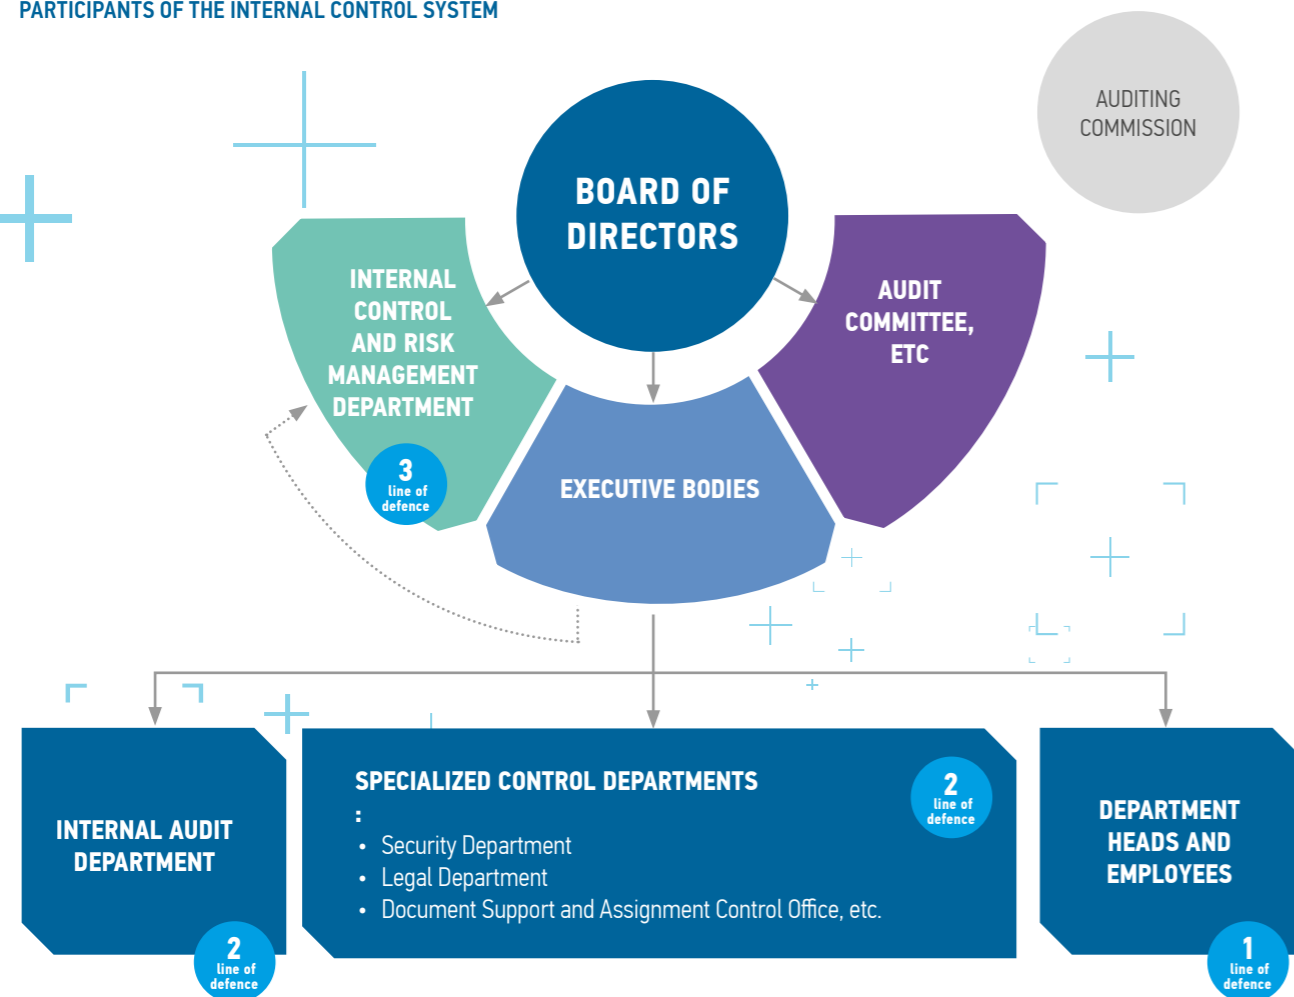 PARTICIPANTS OF THE INTERNAL CONTROL SYSTEM
AUDITING
COMMISSION
BOARD OF
DIRECTORS
INTERNAL
CONTROL
AND RISK
MANAGEMENT
DEPARTMENT
3
line of
defence
AUDIT
COMMITTEE,
ETC
EXECUTIVE BODIES
INTERNAL AUDIT
DEPARTMENT
2
line of
defence
SPECIALIZED CONTROL DEPARTMENTS
:
• Security Department
• Legal Department
• Document Support and Assignment Control Office, etc.
2
line of
defence
DEPARTMENT
HEADS AND
EMPLOYEES
1
line of
defence